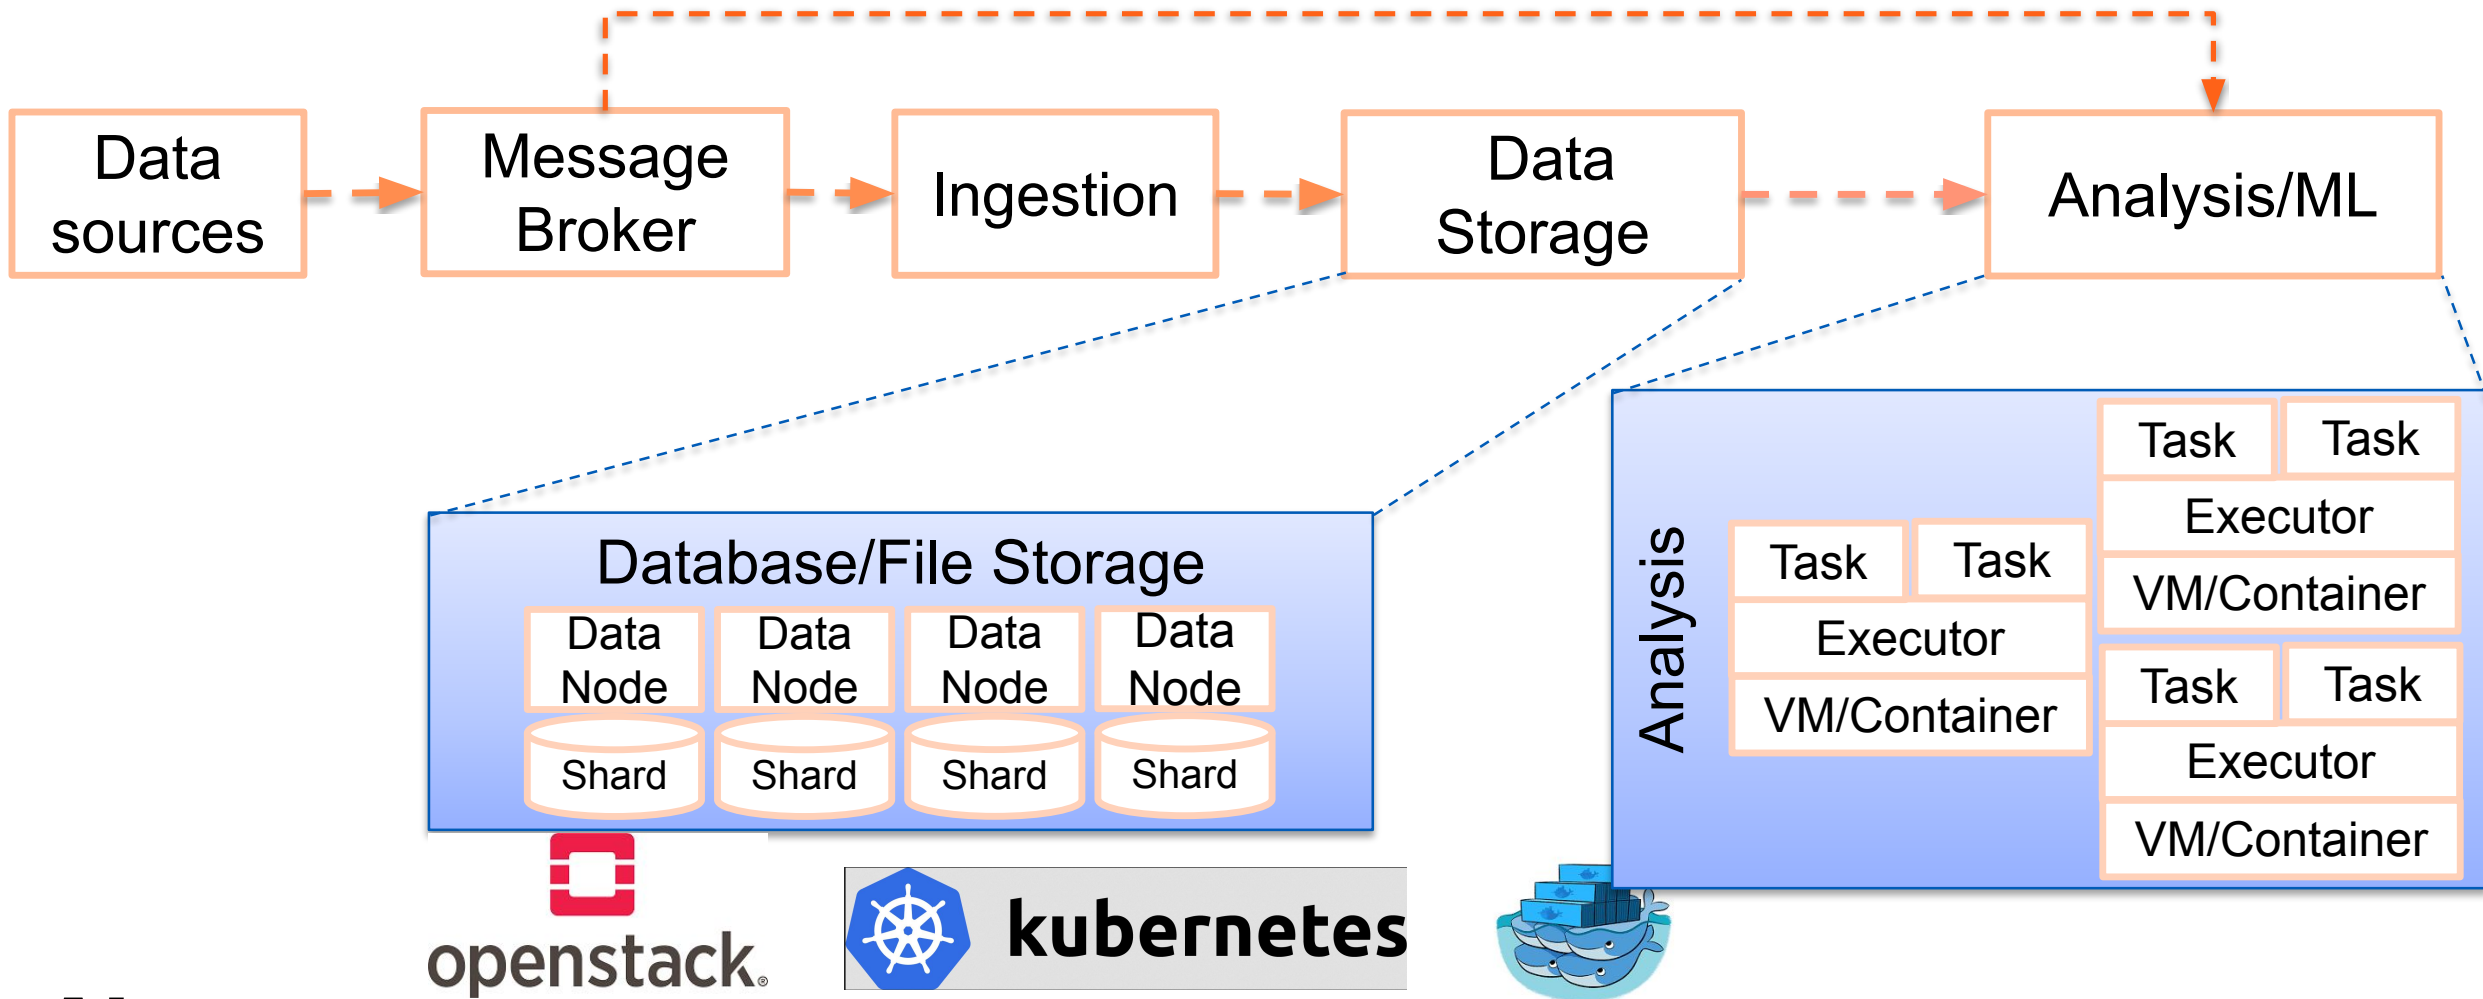 Data
sources
Message
Broker
Ingestion
Data
Storage
Analysis/ML
Database/File Storage
Data
Node
Data
Node
Data
Node
Data
Node
Shard
Shard
Shard
Shard
Analysis
Task
Task
Executor
VM/Container
Task
Task
Executor
VM/Container
Task
Task
Executor
VM/Container
openstack.
kubernetes